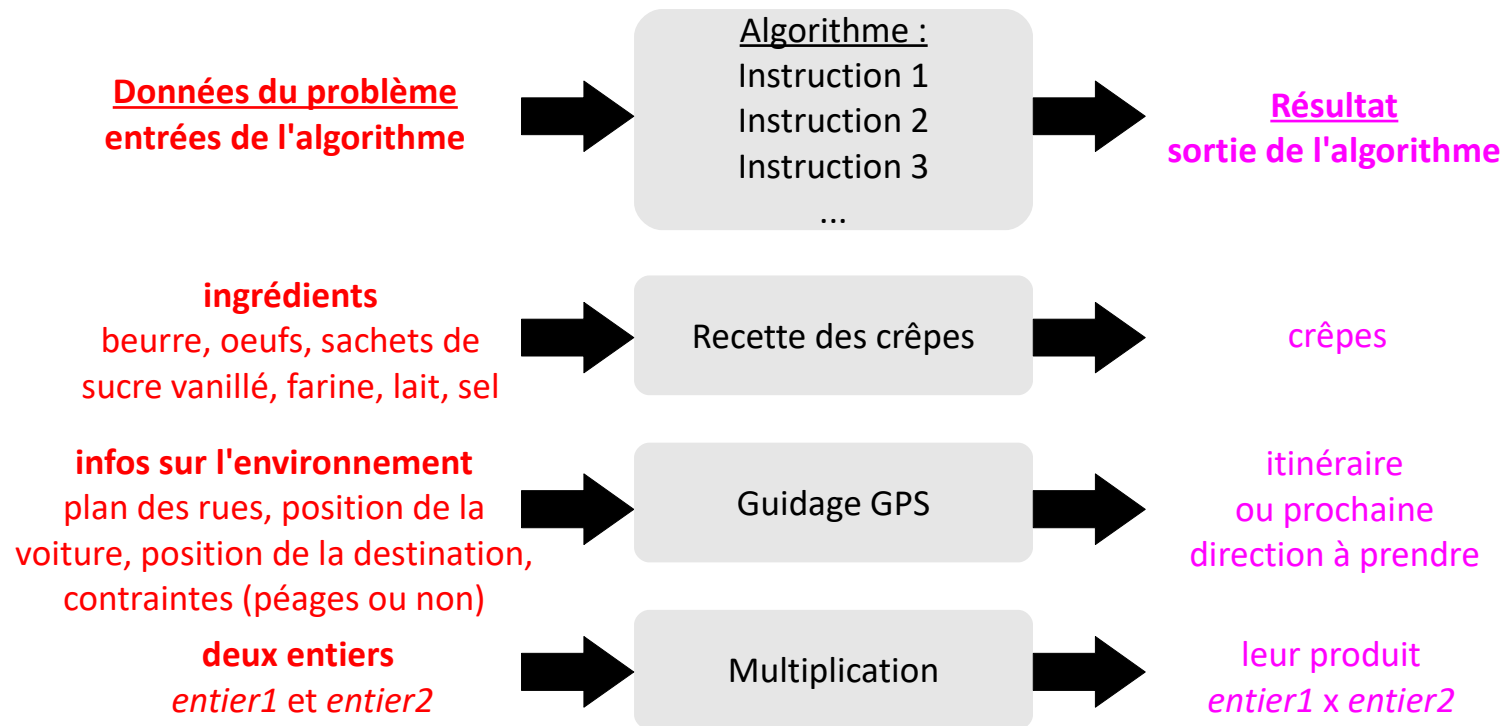 Données du problème
entrées de l'algorithme
Algorithme :
Instruction 1
Instruction 2
Instruction 3
...
Résultat
sortie de l'algorithme
ingrédients
beurre, oeufs, sachets de
sucre vanillé, farine, lait, sel
Recette des crêpes
crêpes
infos sur l'environnement
plan des rues, position de la
voiture, position de la destination,
contraintes (péages ou non)
Guidage GPS
itinéraire
ou prochaine
direction à prendre
deux entiers
entier1 et entier2
Multiplication
leur produit
entier1 x entier2